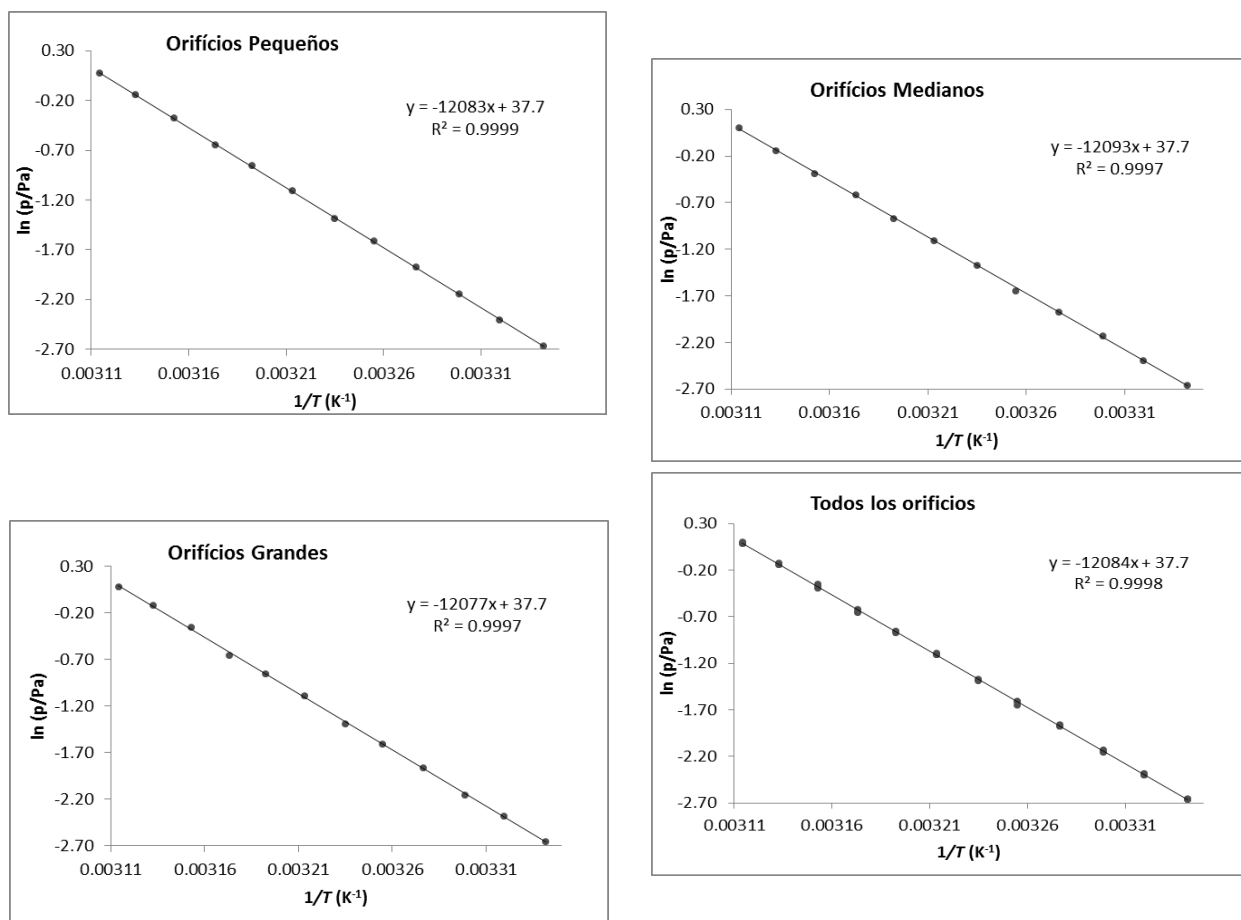 Orifícios Pequeños
0.30
-0.20
-0.70
-1.20
-1.70
-2.20
-2.70
ln (p/Pa)
y = -12083x + 37.7
R² = 0.9999
0.00311 0.00316 0.00321 0.00326 0.00331
1/T (K⁻¹)
Orifícios Medianos
0.30
-0.20
-0.70
-1.20
-1.70
-2.20
-2.70
ln (p/Pa)
y = -12093x + 37.7
R² = 0.9997
0.00311 0.00316 0.00321 0.00326 0.00331
1/T (K⁻¹)
Orifícios Grandes
0.30
-0.20
-0.70
-1.20
-1.70
-2.20
-2.70
ln (p/Pa)
y = -12077x + 37.7
R² = 0.9997
0.00311 0.00316 0.00321 0.00326 0.00331
1/T (K⁻¹)
Todos los orificios
0.30
-0.20
-0.70
-1.20
-1.70
-2.20
-2.70
ln (p/Pa)
y = -12084x + 37.7
R² = 0.9998
0.00311 0.00316 0.00321 0.00326 0.00331
1/T (K⁻¹)